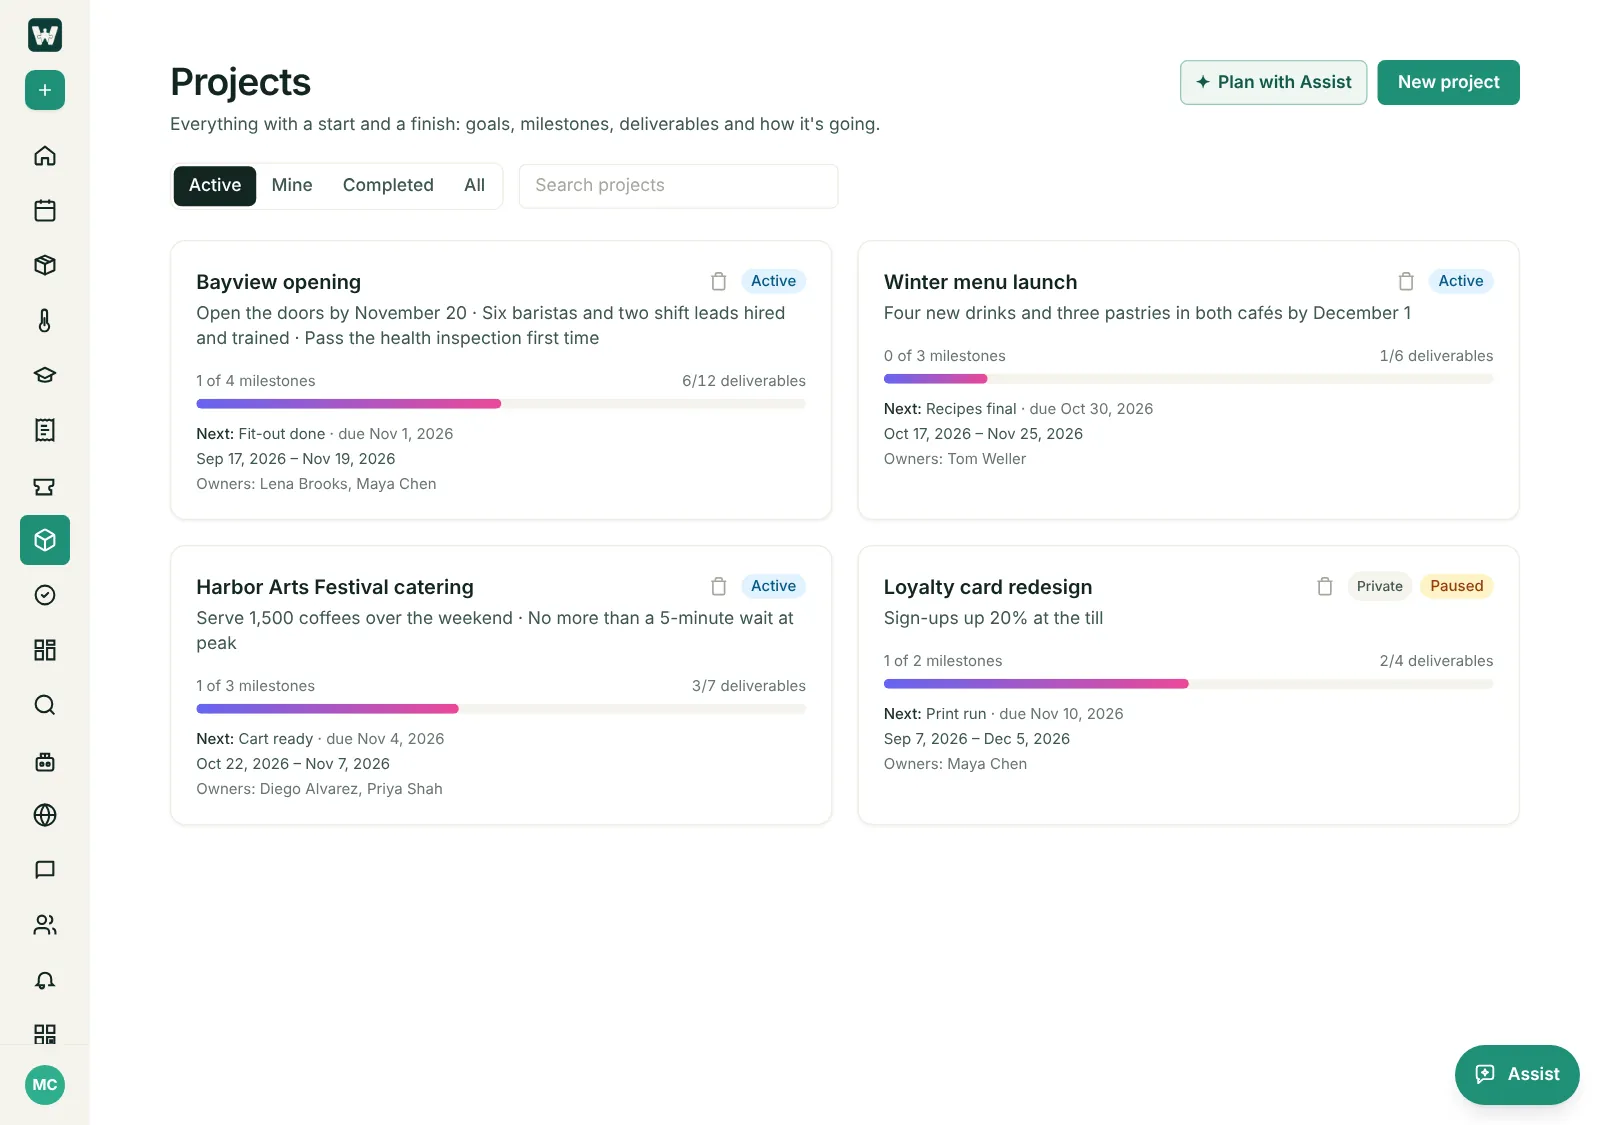 W
+
Projects
Everything with a start and a finish: goals, milestones, deliverables and how it's going.
Plan with Assist
New project
Active
Mine
Completed
All
Search projects
Bayview opening
Active
Open the doors by November 20 · Six baristas and two shift leads hired
and trained · Pass the health inspection first time
1 of 4 milestones
6/12 deliverables
Next: Fit-out done · due Nov 1, 2026
Sep 17, 2026 – Nov 19, 2026
Owners: Lena Brooks, Maya Chen
Winter menu launch
Active
Four new drinks and three pastries in both cafés by December 1
0 of 3 milestones
1/6 deliverables
Next: Recipes final · due Oct 30, 2026
Oct 17, 2026 – Nov 25, 2026
Owners: Tom Weller
Harbor Arts Festival catering
Active
Serve 1,500 coffees over the weekend · No more than a 5-minute wait at
peak
1 of 3 milestones
3/7 deliverables
Next: Cart ready · due Nov 4, 2026
Oct 22, 2026 – Nov 7, 2026
Owners: Diego Alvarez, Priya Shah
Loyalty card redesign
Private
Paused
Sign-ups up 20% at the till
1 of 2 milestones
2/4 deliverables
Next: Print run · due Nov 10, 2026
Sep 7, 2026 – Dec 5, 2026
Owners: Maya Chen
MC
Assist